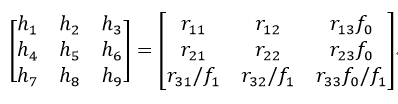 [h₁ h₂ h₃
h₄ h₅ h₆
h₇ h₈ h₉] = [r₁₁ r₁₂ r₁₃f₀
r₂₁ r₂₂ r₂₃f₀
r₃₁/f₁ r₃₂/f₁ r₃₃f₀/f₁].